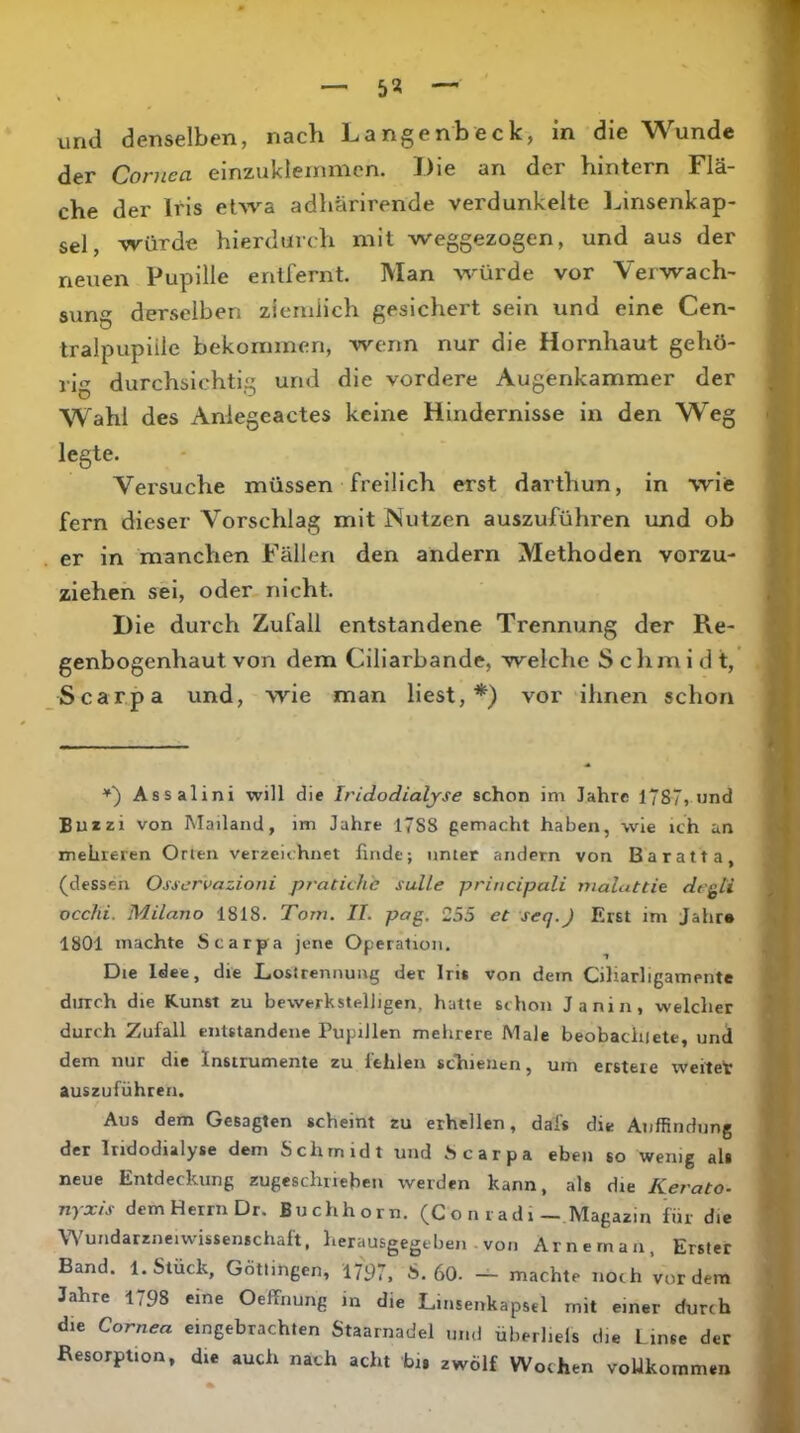 — 52 —
und denselben, nach Langenbeck, in die Wunde
der Cornea einzuklemmen. Die an der hintern Flä-
che der Iris etwa adhärirende verdunkelte Linsenkap-
sel, würde hierdurch mit weggezogen, und aus der
neuen Pupille entfernt. Man würde vor Verwach-
sung derselben ziemlich gesichert sein und eine Cen-
tralpupille bekommen, wenn nur die Hornhaut gehö-
rig durchsichtig und die vordere Augenkammer der
Wahl des Anlegeactes keine Hindernisse in den Weg
legte.
Versuche müssen freilich erst darthun, in wie
fern dieser Vorschlag mit Nutzen auszuführen und ob
er in manchen Fällen den andern Methoden vorzu-
ziehen sei, oder nicht.
Die durch Zufall entstandene Trennung der Re-
genbogenhaut von dem Ciliarbande, welche Schmidt,
Scarpa und, wie man liest, *) vor ihnen schon
*) Assalini will die Iridodialyse schon im Jahre 1787, und
Buzzi von Mailand, im Jahre 1788 gemacht haben, wie ich an
mehreren Orten verzeichnet finde; unter andern von Baratta,
(dessen Osservazioni pratiche sulle principali malattie degli
occhi. Milano 1818. Tom. II. pag. 255 et seq.) Erst im Jahre
1801 machte Scarpa jene Operation.
Die Idee, die Lostrennung der Iris von dem Ciliarligamente
durch die Kunst zu bewerkstelligen, hatte schon Janin, welcher
durch Zufall entstandene Pupillen mehrere Male beobachtete, und
dem nur die Instrumente zu fehlen schienen, um erstere weiter
auszuführen.
Aus dem Gesagten scheint zu erhellen, dafs die Auffindung
der Iridodialyse dem Schmidt und Scarpa eben so wenig als
neue Entdeckung zugeschrieben werden kann, als die Kerato-
nyxis dem Herrn Dr. Buchhorn. (Conradi — Magazin für die
Wundarzneiwissenschaft, herausgegeben von Arneman, Erster
Band. 1. Stück, Göttingen, 1797, S. 60. — machte noch vor dem
Jahre 1798 eine Oeffnung in die Linsenkapsel mit einer durch
die Cornea eingebrachten Staarnadel und überliefs die Linse der
Resorption, die auch nach acht bis zwölf Wochen vollkommen